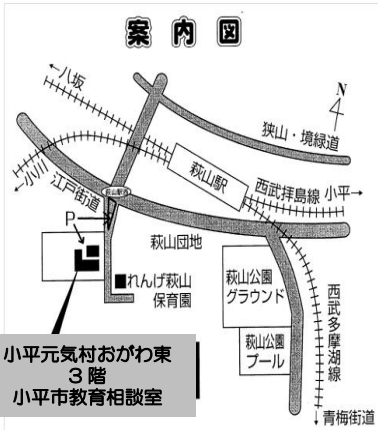 案内図
←八坂
N
狭山・境緑道
萩山駅
西武拝島線 小平→
←小川
江戸街道
P
萩山団地
れんげ萩山
保育園
萩山公園
グラウンド
萩山公園
プール
西武多摩湖線
↓青梅街道
小平元気村おがわ東
3階
小平市教育相談室